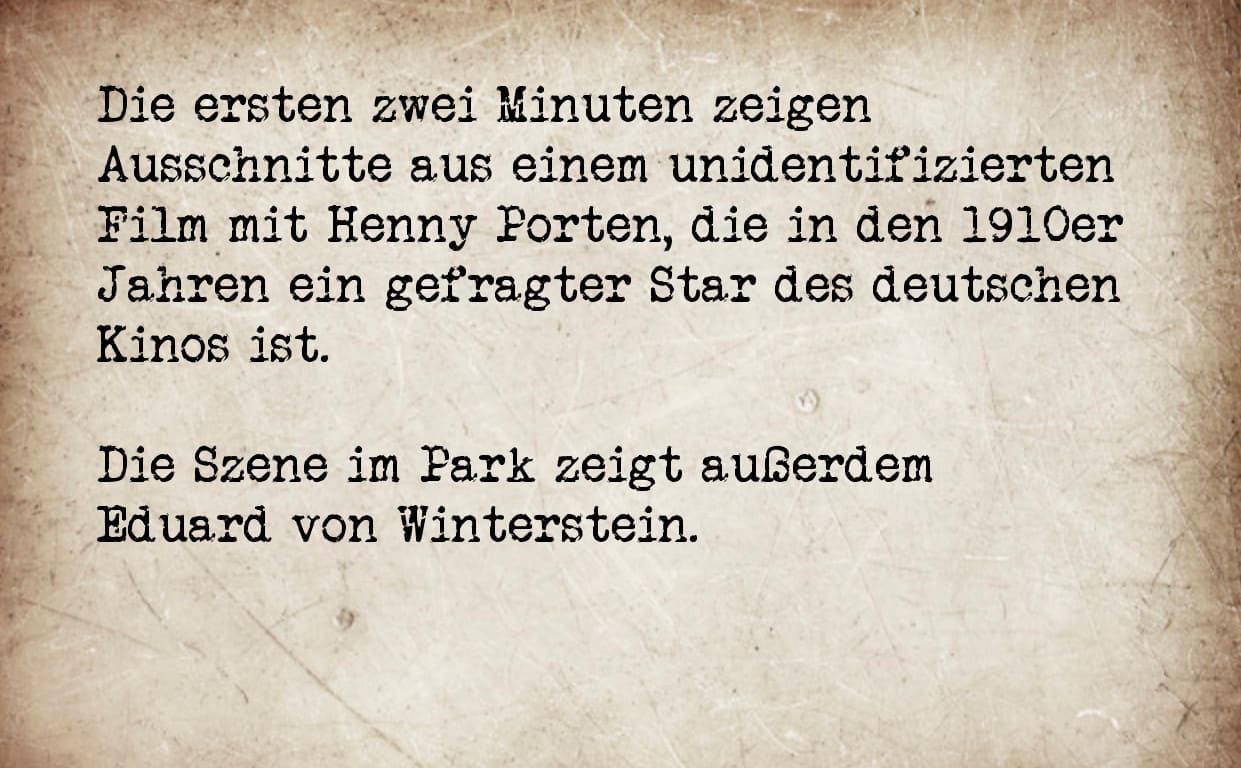 Die ersten zwei Minuten zeigen
Ausschnitte aus einem unidentifizierten
Film mit Henny Porten, die in den 1910er
Jahren ein gefragter Star des deutschen
Kinos ist.
Die Szene im Park zeigt außerdem
Eduard von Winterstein.